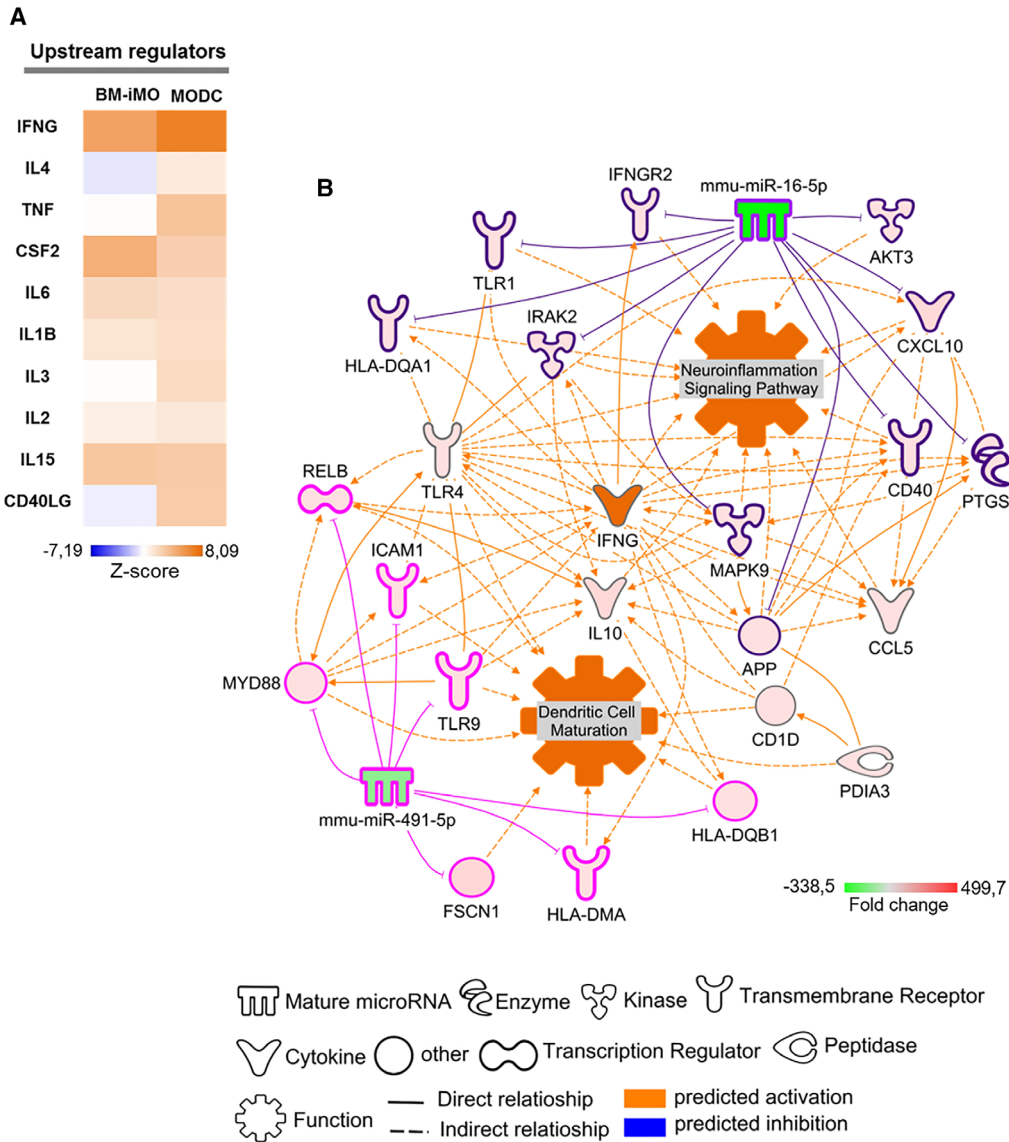 A
Upstream regulators
BM-iMO MODC
IFNG
IL4
TNF
CSF2
IL6
IL1B
IL3
IL2
IL15
CD40LG
-7,19 8,09
Z-score
B
IFNGR2
mmu-miR-16-5p
AKT3
TLR1
IRAK2
CXCL10
HLA-DQA1
Neuroinflammation
Signaling Pathway
RELB
TLR4
CD40
PTGS
IFNG
ICAM1
MAPK9
IL10
CCL5
APP
MYD88
TLR9
Dendritic Cell
Maturation
CD1D
PDIA3
mmu-miR-491-5p
HLA-DQB1
FSCN1
HLA-DMA
-338,5 499,7
Fold change
Mature microRNA Enzyme Kinase Transmembrane Receptor
Cytokine other Transcription Regulator Peptidase
Function Direct relatioship predicted activation
Indirect relatioship predicted inhibition